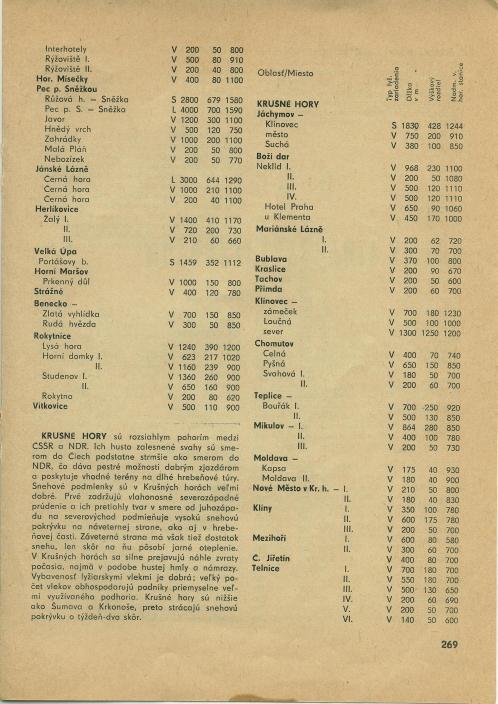 Interhotely V 200 50 800
Ryžoviště I. V 500 80 910
Ryžoviště II. V 200 40 800
Hor. Mísečky V 400 80 1100
Pec p. Sněžkou
Růžová h. — Sněžka S 2800 679 1580
Pec p. S. — Sněžka L 4000 700 1590
Javor V 1200 300 1100
Hnědý vrch V 500 120 750
Zahrádky V 1000 200 1100
Malá Pláň V 200 50 800
Nebozízek V 200 50 770
Jánské Lázně
Černá hora L 3000 644 1290
Černá hora V 1000 210 1100
Černá hora V 200 40 1100
Herlíkovice
Žalý I. V 1400 410 1170
II. V 720 200 730
III. V 210 60 660
Velká Úpa
Portášovy b. S 1459 352 1112
Horní Maršov
Prkenný důl V 1000 150 800
Strážné V 400 120 780
Benecko —
Zlatá vyhlídka V 700 150 850
Rudá hvězda V 300 50 850
Rokytnice
Lysá hora V 1240 390 1200
Horní domky I. V 623 217 1020
II. V 1160 239 900
Studenov I. V 1360 260 900
II. V 650 160 900
Rokytno V 200 80 620
Vítkovice V 500 110 900
KRUŠNÉ HORY sú rozsiahlym pohorím medzi
ČSSR a NDR. Ich husto zalesnené svahy sú sme-
rom do Čiech podstatne strmšie ako smerom do
NDR, čo dáva pestré možnosti dobrým zjazdárom
a poskytuje vhodné terény na dlhé hrebeňové túry.
Snehové podmienky sú v Krušných horách veľmi
dobré. Prvé zadržujú vlahonosné severozápadné
prúdenie a ich pretiahly tvar v smere od juhozápa-
du na severovýchod podmieňuje vysokú snehovú
pokrývku na náveternej strane, ako aj v hrebe-
ňovej časti. Záveterná strana má však tiež dostatok
snehu, len skôr na ňu pôsobí jarné oteplenie.
V Krušných horách sa silne prejavujú náhle zvraty
počasia, najmä v podobe hustej hmly a námrazy.
Vybavenosť lyžiarskymi vlekmi je dobrá; veľký po-
čet vlekov obhospodarujú podniky priemyselne veľ-
mi využívaného podhoria. Krušné hory sú nižšie
ako Šumava a Krkonoše, preto strácajú snehovú
pokrývku o týždeň-dva skôr.
Oblasť/Miesto Typ lyž. zariadenia Dĺžka v m Výškový rozdiel Nadm. v. hor. stanice
KRUŠNÉ HORY
Jáchymov —
Klínovec S 1830 428 1244
město V 750 200 910
Suchá V 380 100 850
Boží dar
Neklid I. V 968 230 1100
II. V 200 50 1080
III. V 500 120 1110
IV. V 500 120 1110
Hotel Praha V 650 90 1060
u Klementa V 450 170 1000
Mariánské Lázně
I. V 200 62 720
II. V 300 70 700
Bublava V 370 100 800
Kraslice V 200 90 670
Tachov V 200 50 600
Přimda V 200 60 700
Klínovec —
zámeček V 700 180 1230
Loučná V 500 100 1000
sever V 1300 1250 1200
Chomutov
Celná V 400 70 740
Pyšná V 650 150 850
Svahová I. V 180 50 700
II. V 200 60 700
Teplice —
Bouřák I. V 700 250 920
II. V 500 130 850
Mikulov — I. V 864 280 850
II. V 400 100 780
III. V 200 50 730
Moldava —
Kapsa V 175 40 930
Moldava II. V 180 40 900
Nové Město v Kr. h. — I. V 210 50 800
II. V 180 40 830
Klíny I. V 350 100 780
II. V 600 175 780
III. V 200 50 700
Mezihoří I. V 600 80 580
II. V 300 60 700
Č. Jiřetín V 400 80 700
Telnice I. V 700 180 700
II. V 550 180 700
III. V 500 130 650
IV. V 200 60 690
V. V 200 50 700
VI. V 140 50 600
269